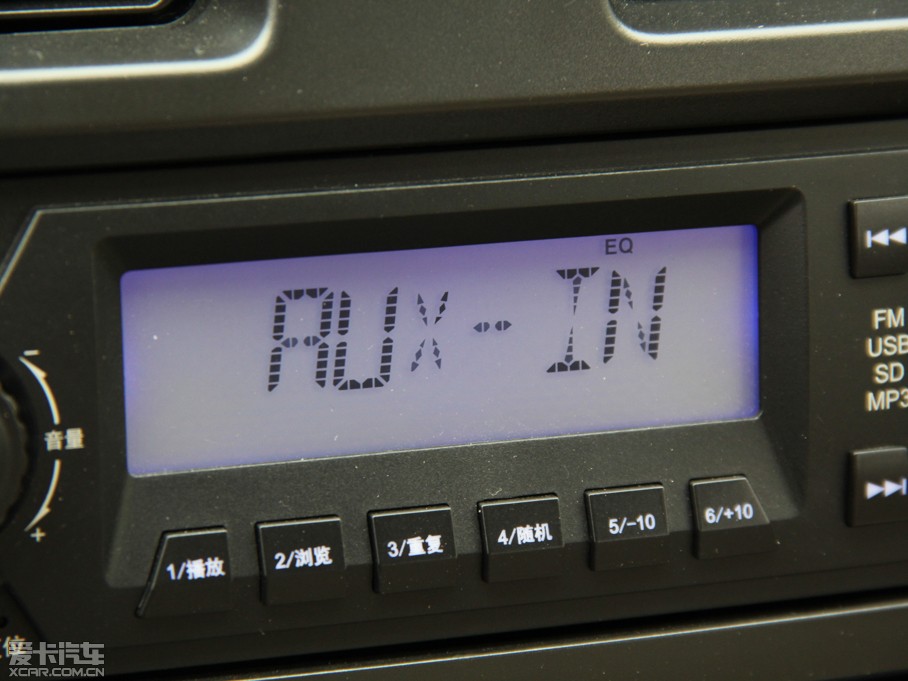 EQ
AUX-IN
FM
USB
SD
MP3
-
音量
+
1/播放
2/浏览
3/重复
4/随机
5/-10
6/+10
爱卡汽车
XCAR.COM.CN